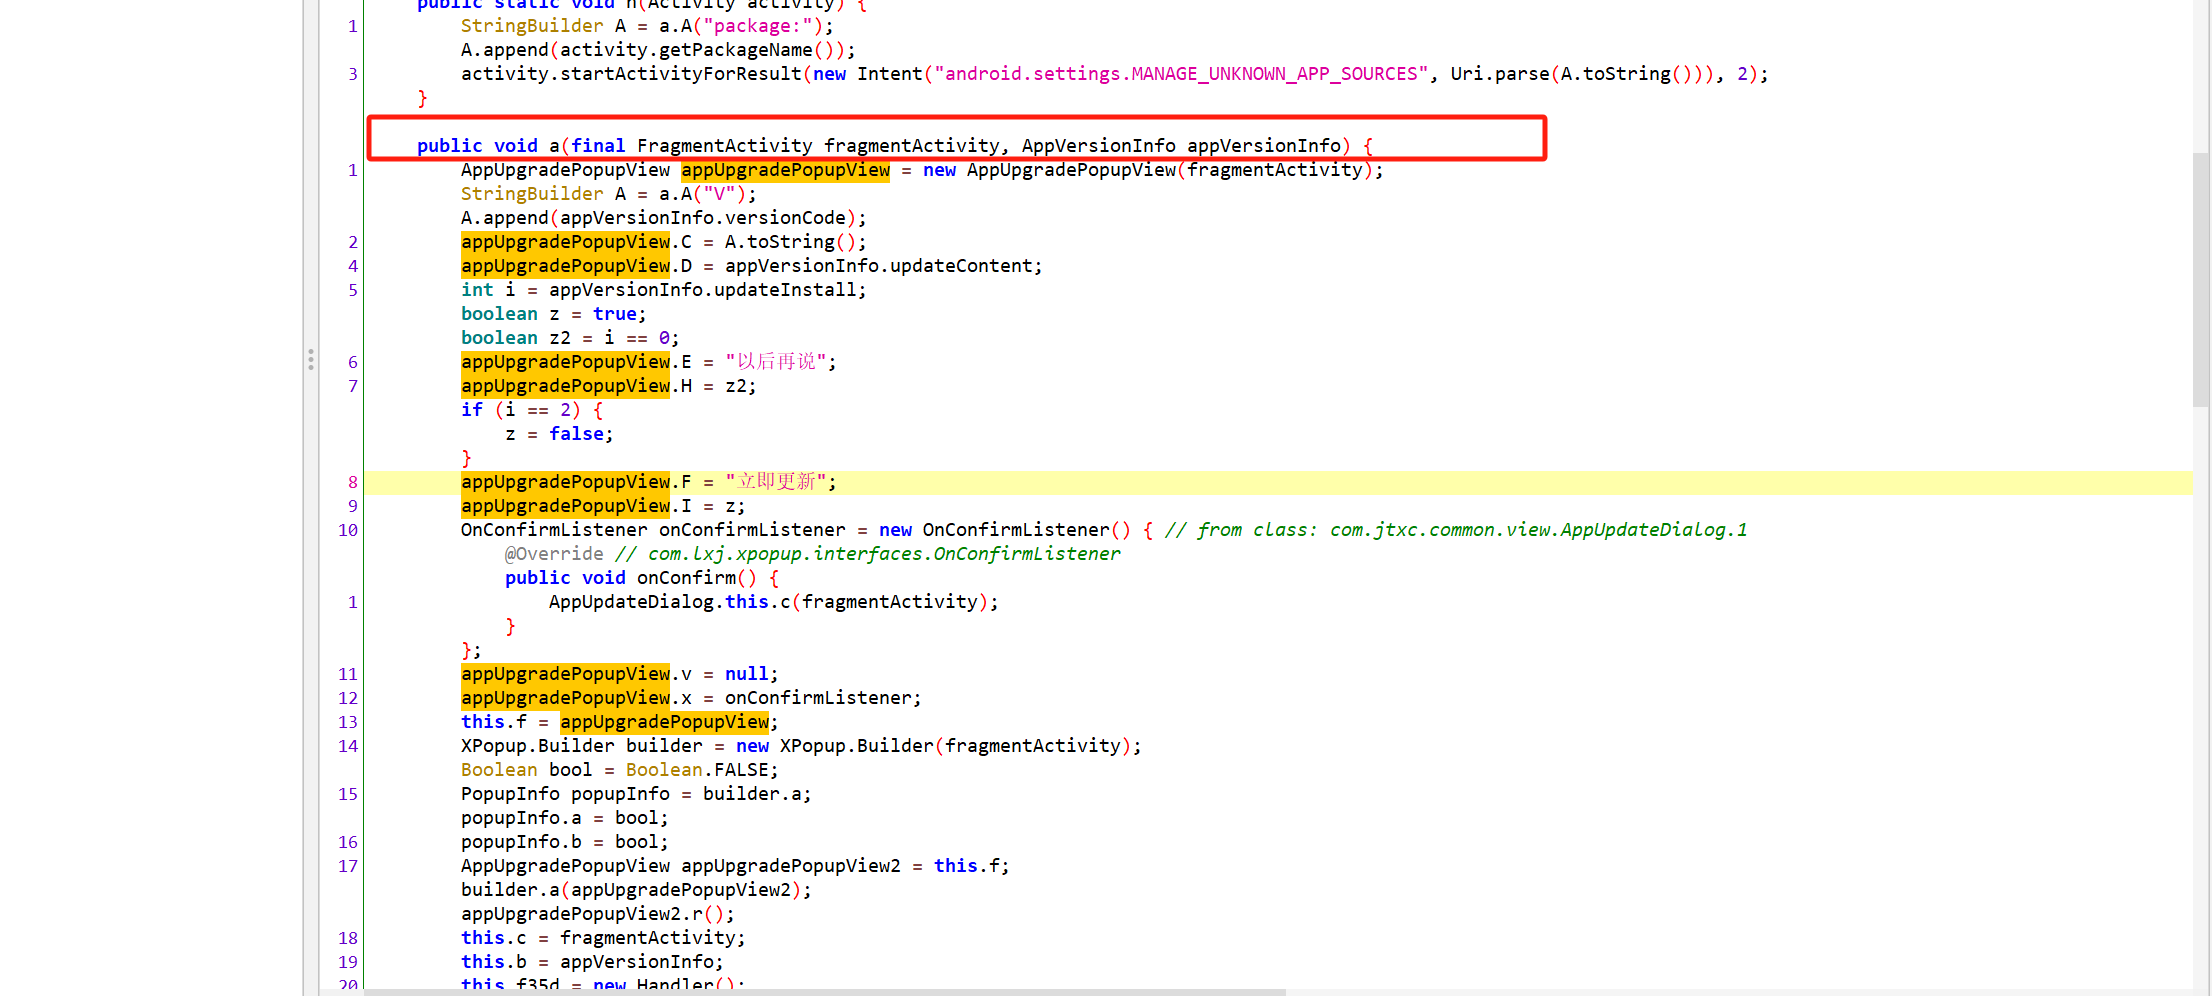 public static void h(Activity activity) {
1 StringBuilder A = a.A("package:");
A.append(activity.getPackageName());
3 activity.startActivityForResult(new Intent("android.settings.MANAGE_UNKNOWN_APP_SOURCES", Uri.parse(A.toString())), 2);
}
public void a(final FragmentActivity fragmentActivity, AppVersionInfo appVersionInfo) {
1 AppUpgradePopupView appUpgradePopupView = new AppUpgradePopupView(fragmentActivity);
StringBuilder A = a.A("V");
A.append(appVersionInfo.versionCode);
2 appUpgradePopupView.C = A.toString();
4 appUpgradePopupView.D = appVersionInfo.updateContent;
5 int i = appVersionInfo.updateInstall;
boolean z = true;
boolean z2 = i == 0;
6 appUpgradePopupView.E = "以后再说";
7 appUpgradePopupView.H = z2;
if (i == 2) {
z = false;
}
8 appUpgradePopupView.F = "立即更新";
9 appUpgradePopupView.I = z;
10 OnConfirmListener onConfirmListener = new OnConfirmListener() { // from class: com.jtxc.common.view.AppUpdateDialog.1
@Override // com.lxj.xpopup.interfaces.OnConfirmListener
public void onConfirm() {
1 AppUpdateDialog.this.c(fragmentActivity);
}
};
11 appUpgradePopupView.v = null;
12 appUpgradePopupView.x = onConfirmListener;
13 this.f = appUpgradePopupView;
14 XPopup.Builder builder = new XPopup.Builder(fragmentActivity);
Boolean bool = Boolean.FALSE;
15 PopupInfo popupInfo = builder.a;
popupInfo.a = bool;
16 popupInfo.b = bool;
17 AppUpgradePopupView appUpgradePopupView2 = this.f;
builder.a(appUpgradePopupView2);
appUpgradePopupView2.r();
18 this.c = fragmentActivity;
19 this.b = appVersionInfo;
20 this.f35d = new Handler();